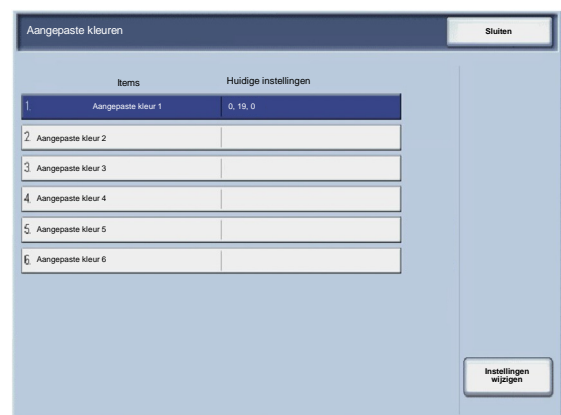 Aangepaste kleuren
Sluiten
Items Huidige instellingen
1. Aangepaste kleur 1 0, 19, 0
2. Aangepaste kleur 2
3. Aangepaste kleur 3
4. Aangepaste kleur 4
5. Aangepaste kleur 5
6. Aangepaste kleur 6
Instellingen
wijzigen